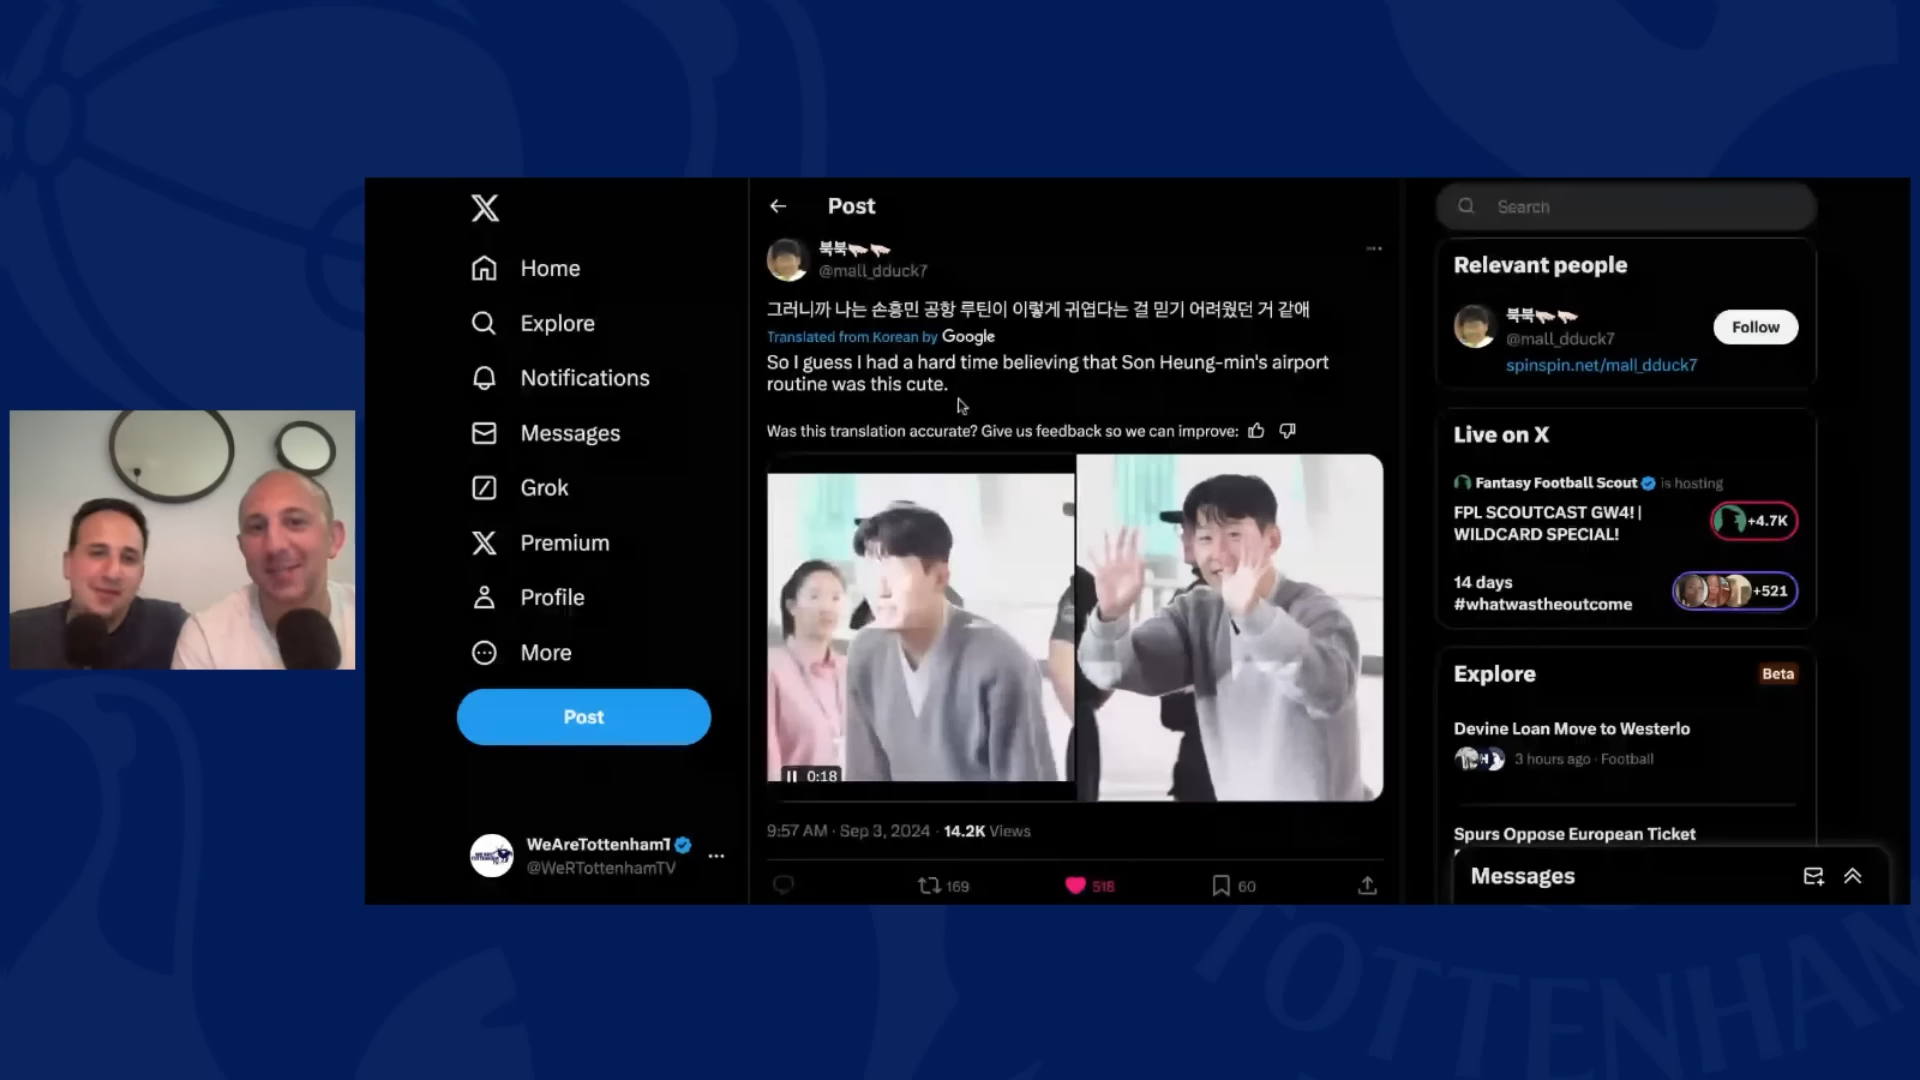 Home
Explore
Notifications
Messages
Grok
Premium
Profile
More
Post
WeAreTottenhamT
@WeRTottenhamTV
Post
북북
@mall_dduck7
그러니까 나는 손흥민 공항 루틴이 이렇게 귀엽다는 걸 믿기 어려웠던 거 같애
Translated from Korean by Google
So I guess I had a hard time believing that Son Heung-min's airport
routine was this cute.
Was this translation accurate? Give us feedback so we can improve:
0:18
9:57 AM · Sep 3, 2024 · 14.2K Views
169
518
60
Search
Relevant people
북북
@mall_dduck7
Follow
spinspin.net/mall_dduck7
Live on X
Fantasy Football Scout is hosting
FPL SCOUTCAST GW4! |
WILDCARD SPECIAL!
+4.7K
14 days
#whatwastheoutcome
+521
Explore
Beta
Devine Loan Move to Westerlo
3 hours ago · Football
Spurs Oppose European Ticket
Messages
TOTTENHAM